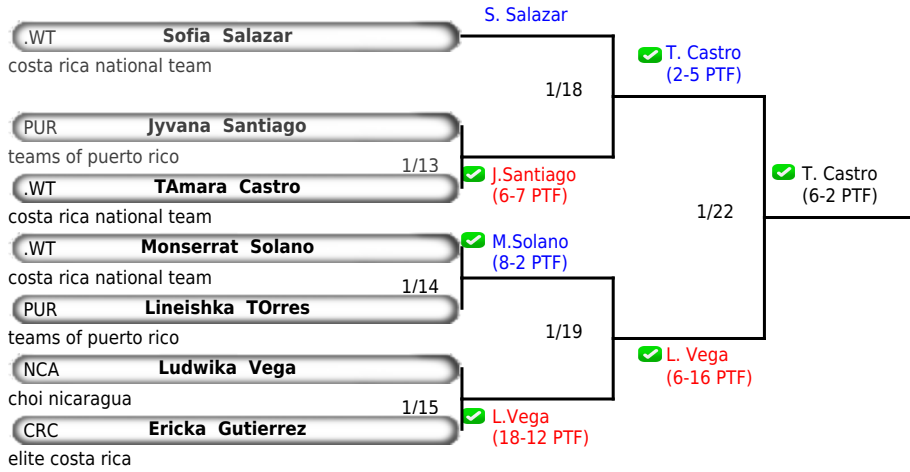 S. Salazar
.WT Sofia Salazar
costa rica national team
T. Castro
(2-5 PTF)
1/18
PUR Jyvana Santiago
teams of puerto rico
1/13
J.Santiago
(6-7 PTF)
.WT TAmara Castro
costa rica national team
T. Castro
(6-2 PTF)
1/22
.WT Monserrat Solano
costa rica national team
M.Solano
(8-2 PTF)
1/14
PUR Lineishka TOrres
teams of puerto rico
1/19
L. Vega
(6-16 PTF)
NCA Ludwika Vega
choi nicaragua
1/15
L.Vega
(18-12 PTF)
CRC Ericka Gutierrez
elite costa rica